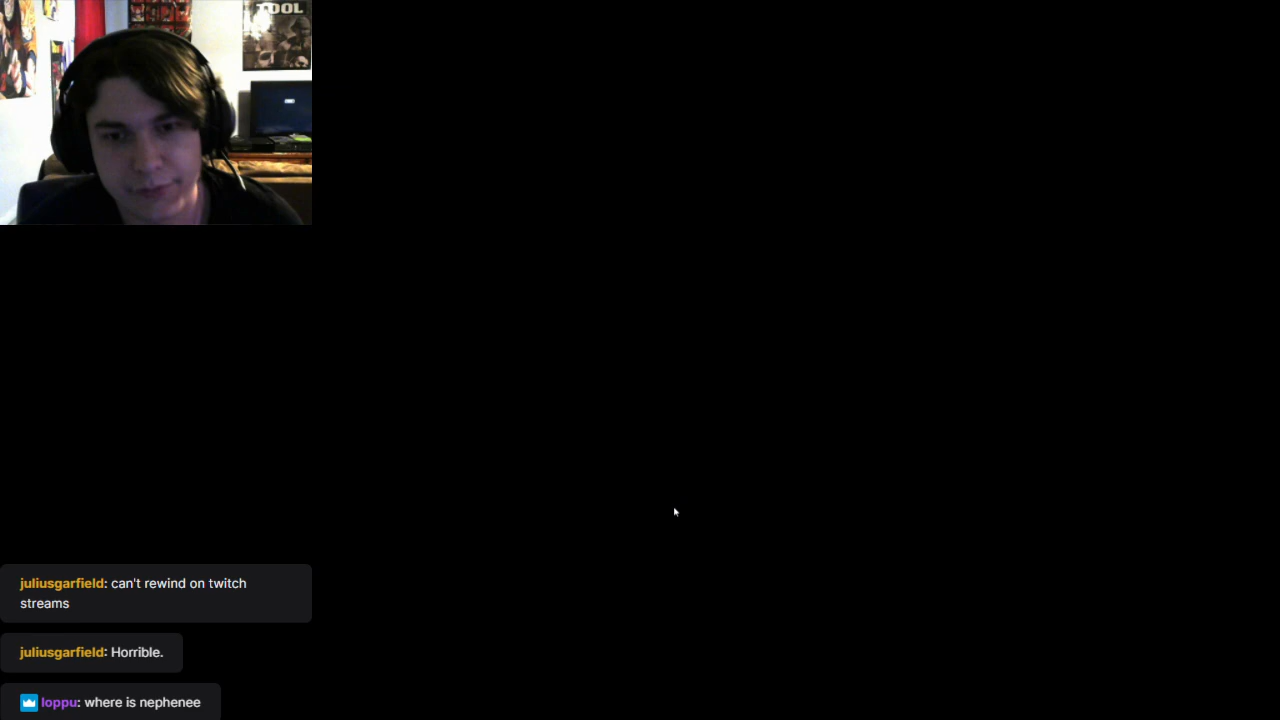 TOOL
juliusgarfield: can't rewind on twitch
streams
juliusgarfield: Horrible.
loppu: where is nephenee